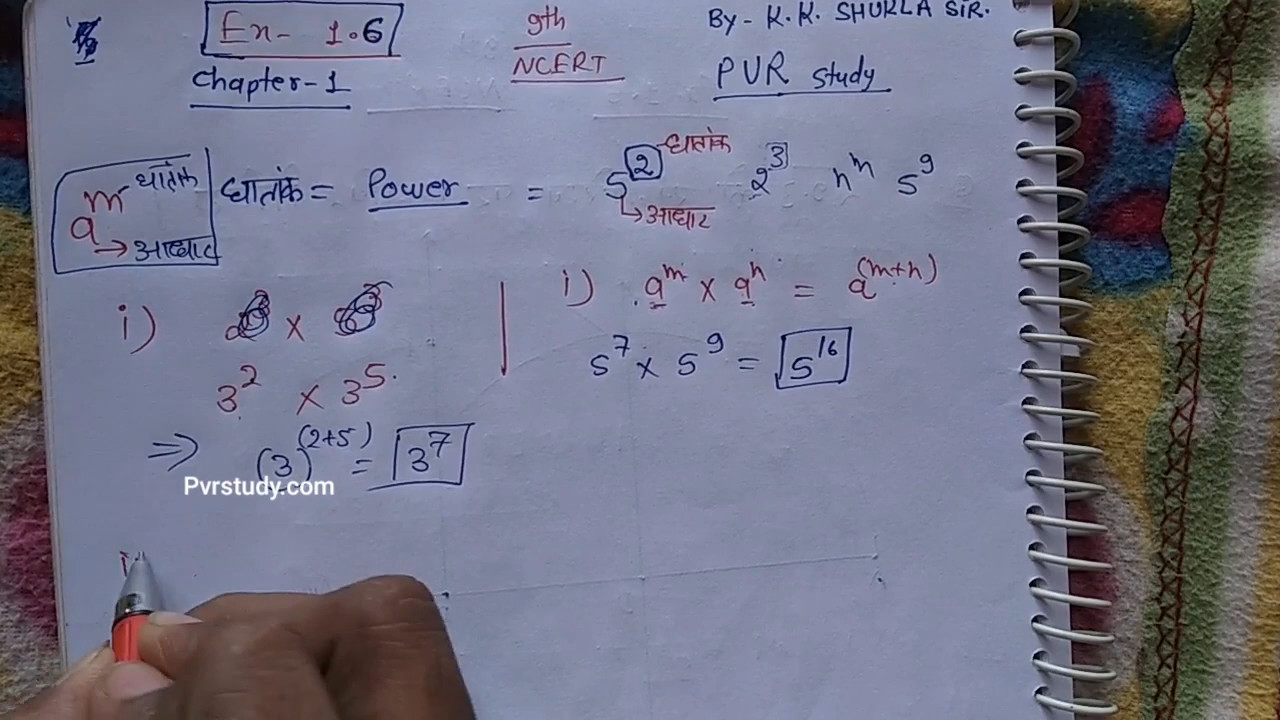 Ex- 1.6
9th
By- K.K. SHUKLA SIR.
Chapter-1
NCERT
PVR Study
a^m घातांक → आधार
घातांक = Power = 5^2 घातांक → आधार 2^3 n^m 5^9
i) × 
3^2 × 3^5.
⇒ (3)^(2+5) = 3^7
i) a^m × a^n = a^(m+n)
5^7 × 5^9 = 5^16
Pvrstudy.com
i